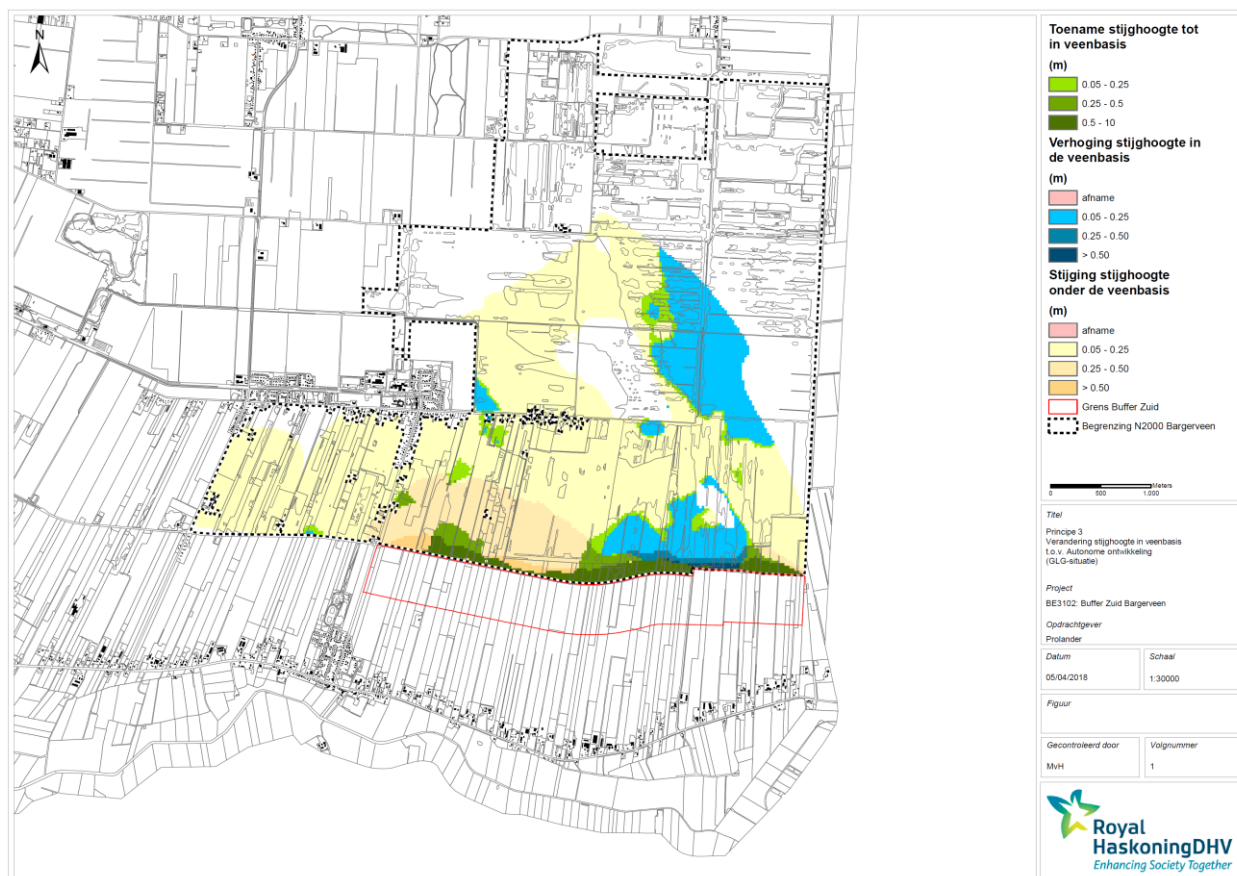 N
Toename stijghoogte tot
in veenbasis
(m)
0.05 - 0.25
0.25 - 0.5
0.5 - 10
Verhoging stijghoogte in
de veenbasis
(m)
afname
0.05 - 0.25
0.25 - 0.50
> 0.50
Stijging stijghoogte
onder de veenbasis
(m)
afname
0.05 - 0.25
0.25 - 0.50
> 0.50
Grens Buffer Zuid
Begrenzing N2000 Bargerveen
Meters
0 500 1.000
Titel
Principe 3
Verandering stijghoogte in veenbasis
t.o.v. Autonome ontwikkeling
(GLG-situatie)
Project
BE3102: Buffer Zuid Bargerveen
Opdrachtgever
Prolander
Datum Schaal
05/04/2018 1:30000
Figuur
Gecontroleerd door Volgnummer
MvH 1
Royal
HaskoningDHV
Enhancing Society Together